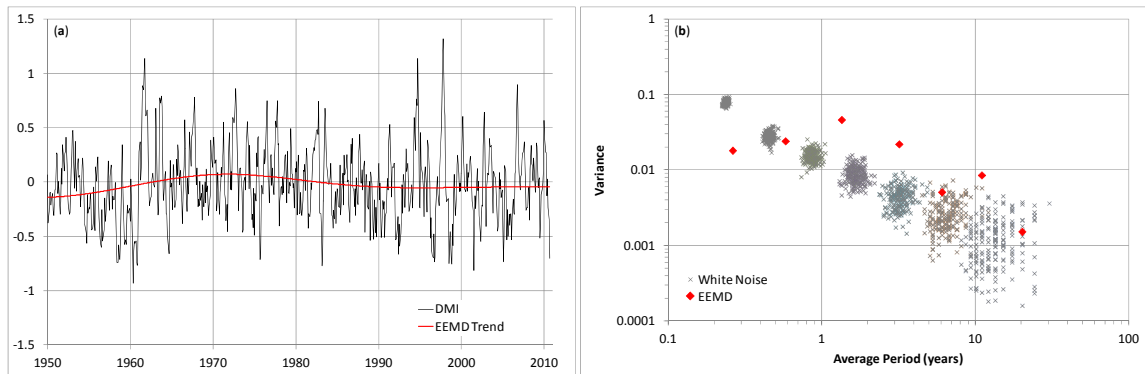 (a)
1.5
1
0.5
0
-0.5
-1
-1.5
1950 1960 1970 1980 1990 2000 2010
DMI
EEMD Trend
(b)
Variance
1
0.1
0.01
0.001
0.0001
0.1 1 10 100
Average Period (years)
White Noise
EEMD